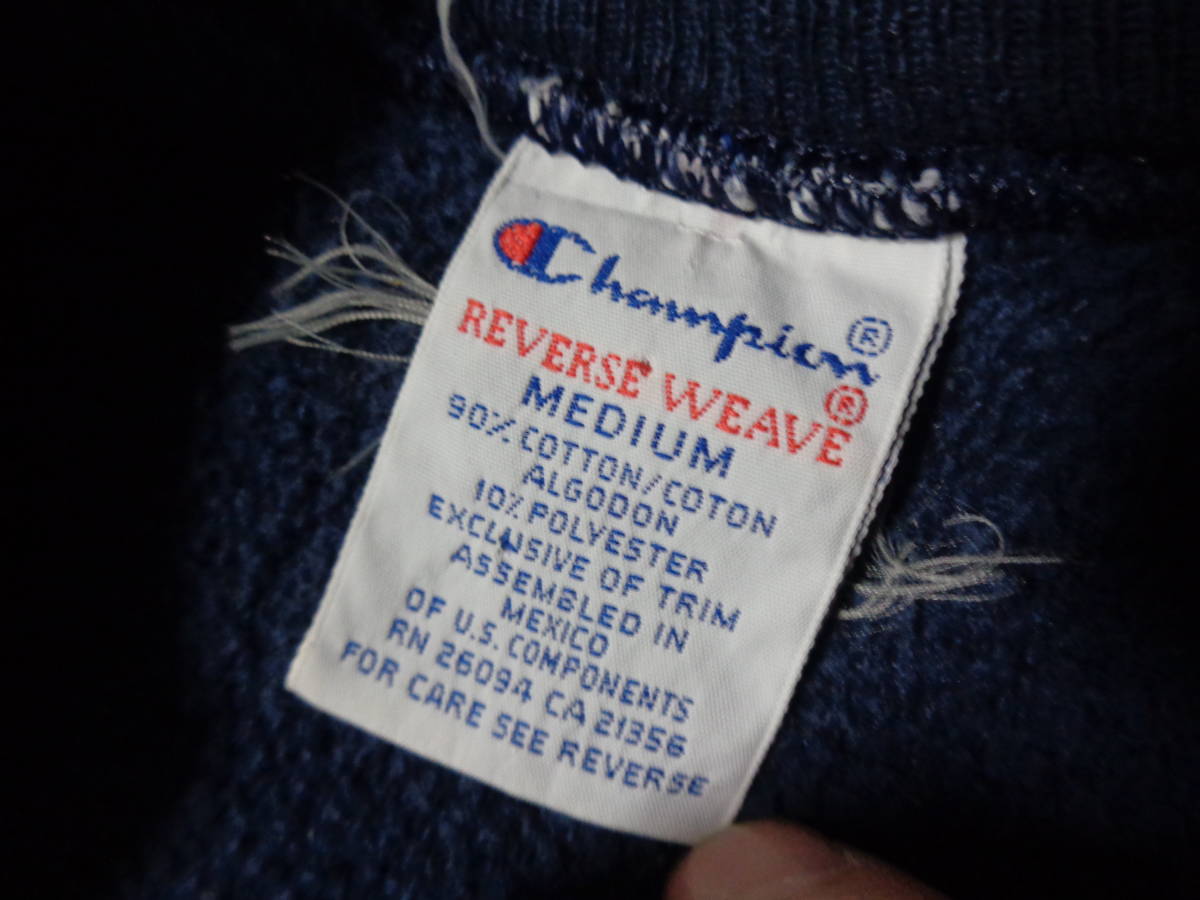 Champion®
REVERSE WEAVE®
MEDIUM
90% COTTON/COTON
ALGODON
10% POLYESTER
EXCLUSIVE OF TRIM
ASSEMBLED IN
MEXICO
OF U.S. COMPONENTS
RN 26094 CA 21356
FOR CARE SEE REVERSE